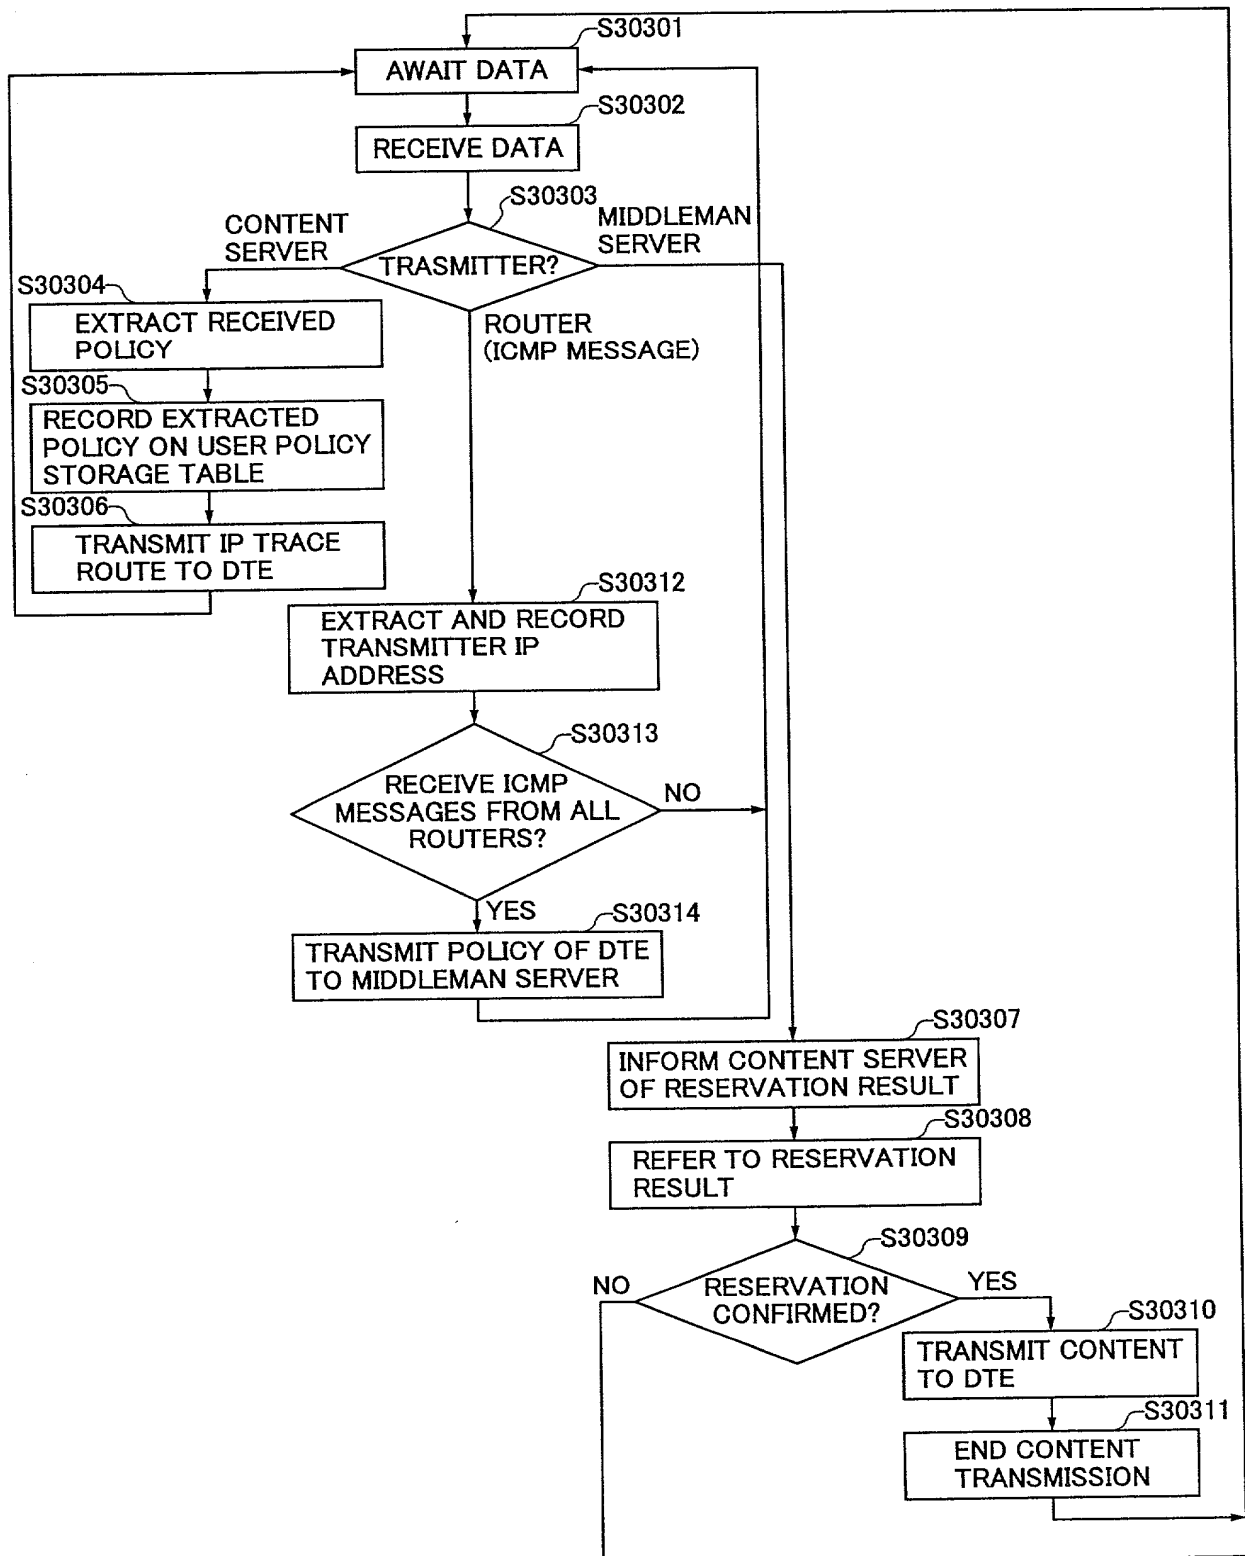 S30301
AWAIT DATA
S30302
RECEIVE DATA
S30303
CONTENT
SERVER
MIDDLEMAN
SERVER
TRASMITTER?
S30304
EXTRACT RECEIVED
POLICY
ROUTER
(ICMP MESSAGE)
S30305
RECORD EXTRACTED
POLICY ON USER POLICY
STORAGE TABLE
S30306
TRANSMIT IP TRACE
ROUTE TO DTE
S30312
EXTRACT AND RECORD
TRANSMITTER IP
ADDRESS
S30313
RECEIVE ICMP
MESSAGES FROM ALL
ROUTERS?
NO
YES
S30314
TRANSMIT POLICY OF DTE
TO MIDDLEMAN SERVER
S30307
INFORM CONTENT SERVER
OF RESERVATION RESULT
S30308
REFER TO RESERVATION
RESULT
S30309
NO
RESERVATION
CONFIRMED?
YES
S30310
TRANSMIT CONTENT
TO DTE
S30311
END CONTENT
TRANSMISSION